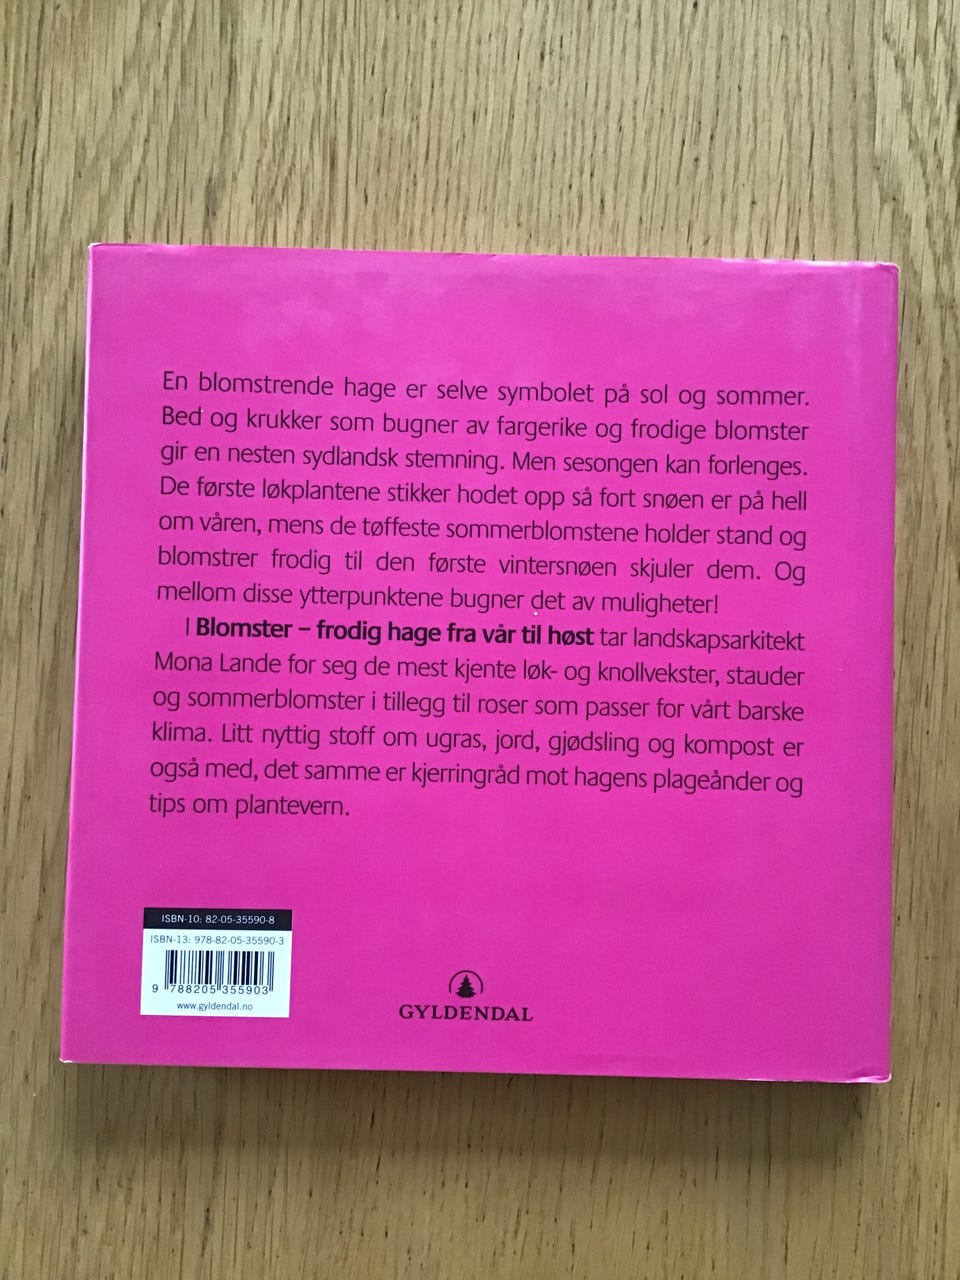 En blomstrende hage er selve symbolet på sol og sommer.
Bed og krukker som bugner av fargerike og frodige blomster
gir en nesten sydlandsk stemning. Men sesongen kan forlenges.
De første løkplantene stikker hodet opp så fort snøen er på hell
om våren, mens de tøffeste sommerblomstene holder stand og
blomstrer frodig til den første vintersnøen skjuler dem. Og
mellom disse ytterpunktene bugner det av muligheter!
I Blomster – frodig hage fra vår til høst tar landskapsarkitekt
Mona Lande for seg de mest kjente løk- og knollvekster, stauder
og sommerblomster i tillegg til roser som passer for vårt barske
klima. Litt nyttig stoff om ugras, jord, gjødsling og kompost er
også med, det samme er kjerringråd mot hagens plageånder og
tips om plantevern.
ISBN-10: 82-05-35590-8
ISBN-13: 978-82-05-35590-3
9 788205 355903
www.gyldendal.no
GYLDENDAL